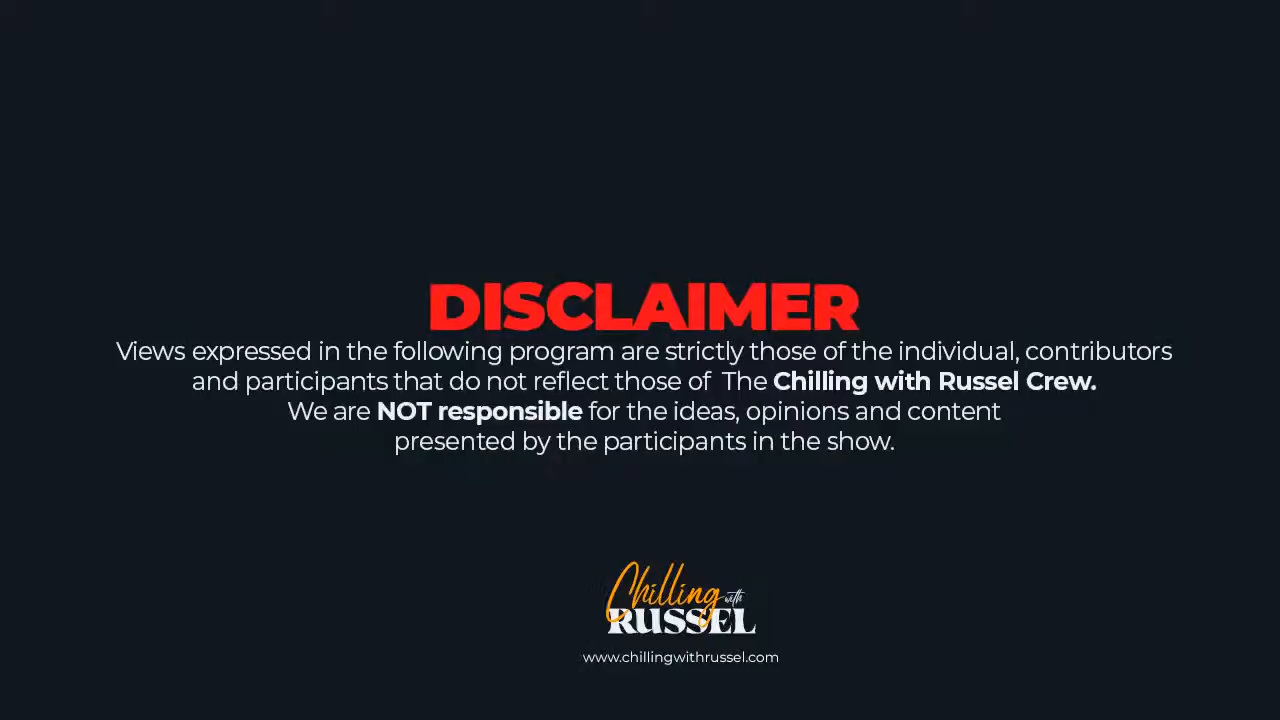 DISCLAIMER
Views expressed in the following program are strictly those of the individual, contributors
and participants that do not reflect those of  The Chilling with Russel Crew.
We are NOT responsible for the ideas, opinions and content
presented by the participants in the show.
Chilling with
RUSSEL
www.chillingwithrussel.com